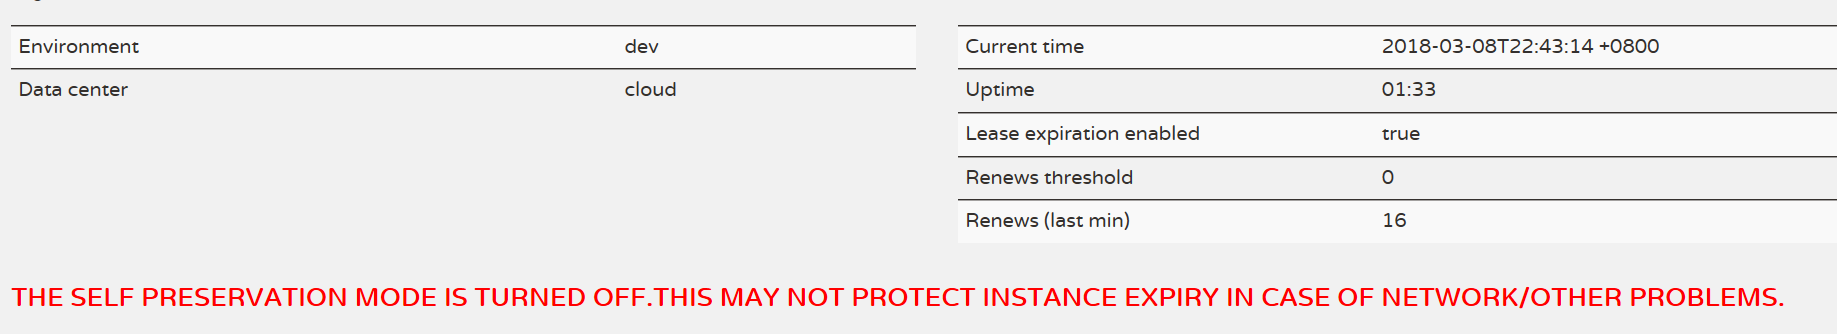 Environment dev
Data center cloud
Current time 2018-03-08T22:43:14 +0800
Uptime 01:33
Lease expiration enabled true
Renews threshold 0
Renews (last min) 16
THE SELF PRESERVATION MODE IS TURNED OFF.THIS MAY NOT PROTECT INSTANCE EXPIRY IN CASE OF NETWORK/OTHER PROBLEMS.